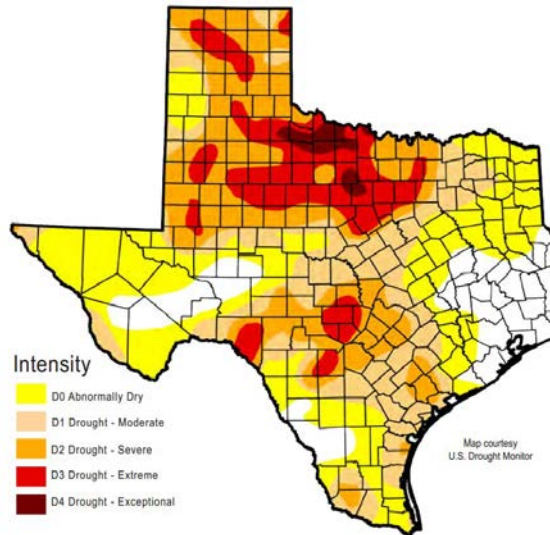 Intensity
D0 Abnormally Dry
D1 Drought - Moderate
D2 Drought - Severe
D3 Drought - Extreme
D4 Drought - Exceptional
Map courtesy
U.S. Drought Monitor